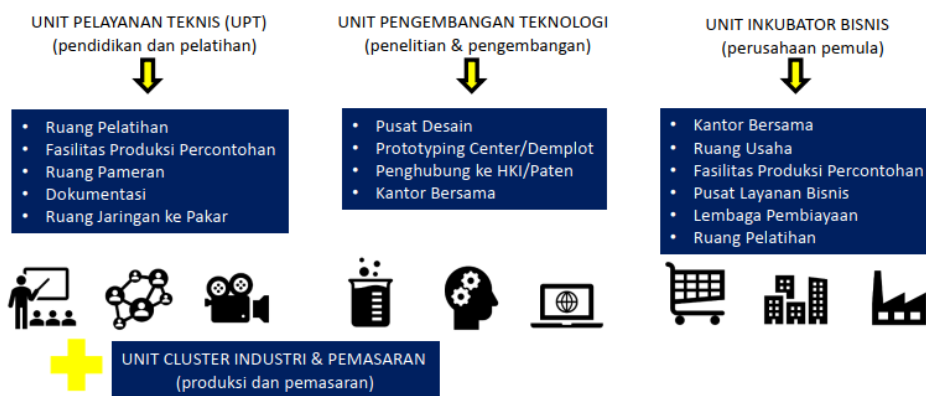 UNIT PELAYANAN TEKNIS (UPT)
(pendidikan dan pelatihan)
• Ruang Pelatihan
• Fasilitas Produksi Percontohan
• Ruang Pameran
• Dokumentasi
• Ruang Jaringan ke Pakar
UNIT PENGEMBANGAN TEKNOLOGI
(penelitian & pengembangan)
• Pusat Desain
• Prototyping Center/Demplot
• Penghubung ke HKI/Paten
• Kantor Bersama
UNIT INKUBATOR BISNIS
(perusahaan pemula)
• Kantor Bersama
• Ruang Usaha
• Fasilitas Produksi Percontohan
• Pusat Layanan Bisnis
• Lembaga Pembiayaan
• Ruang Pelatihan
UNIT CLUSTER INDUSTRI & PEMASARAN
(produksi dan pemasaran)